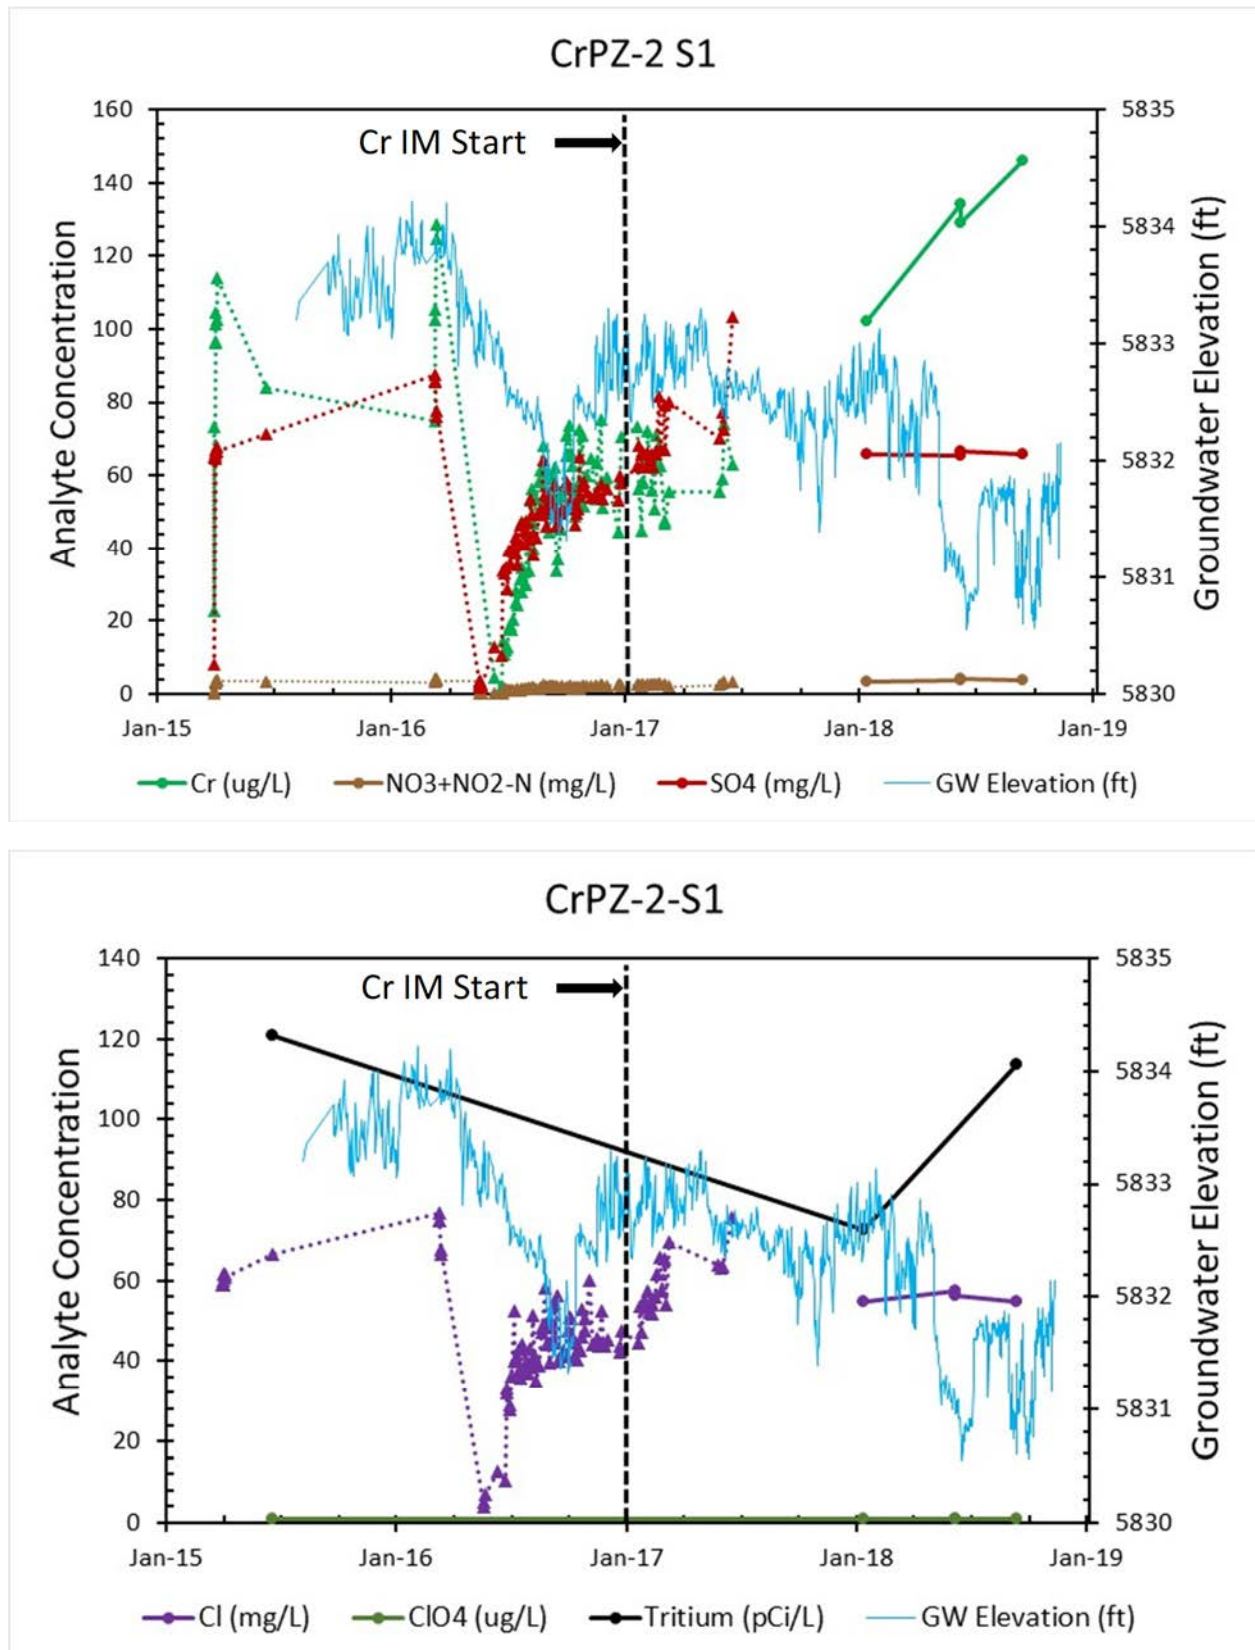 CrPZ-2 S1
Cr IM Start
Analyte Concentration
160
140
120
100
80
60
40
20
0
5835
5834
5833
5832
5831
5830
Groundwater Elevation (ft)
Jan-15 Jan-16 Jan-17 Jan-18 Jan-19
Cr (ug/L) NO3+NO2-N (mg/L) SO4 (mg/L) GW Elevation (ft)
CrPZ-2-S1
Cr IM Start
Analyte Concentration
140
120
100
80
60
40
20
0
5835
5834
5833
5832
5831
5830
Groundwater Elevation (ft)
Jan-15 Jan-16 Jan-17 Jan-18 Jan-19
Cl (mg/L) ClO4 (ug/L) Tritium (pCi/L) GW Elevation (ft)